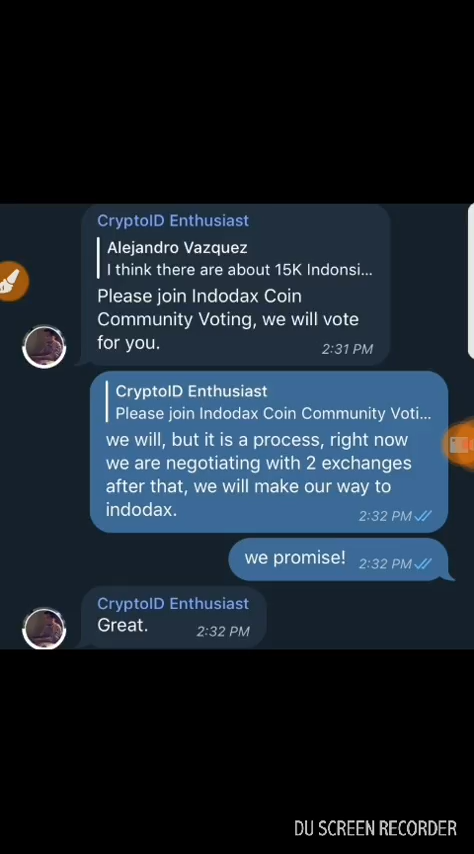 CryptoID Enthusiast
Alejandro Vazquez
I think there are about 15K Indonsi...
Please join Indodax Coin
Community Voting, we will vote
for you.
2:31 PM
CryptoID Enthusiast
Please join Indodax Coin Community Voti...
we will, but it is a process, right now
we are negotiating with 2 exchanges
after that, we will make our way to
indodax.
2:32 PM
we promise! 2:32 PM
CryptoID Enthusiast
Great. 2:32 PM
DU SCREEN RECORDER